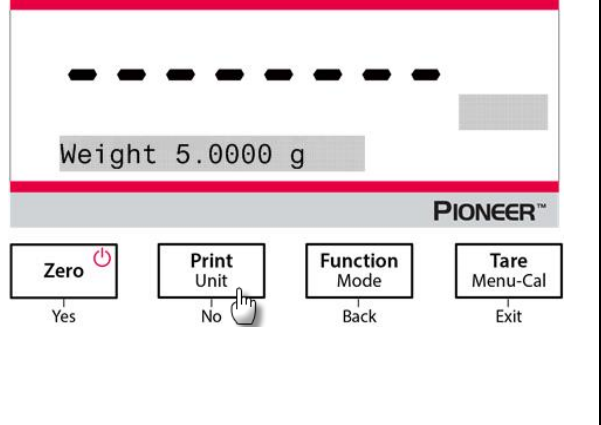 --------
Weight 5.0000 g
PIONEER™
Zero
Print
Unit
Function
Mode
Tare
Menu-Cal
Yes
No
Back
Exit